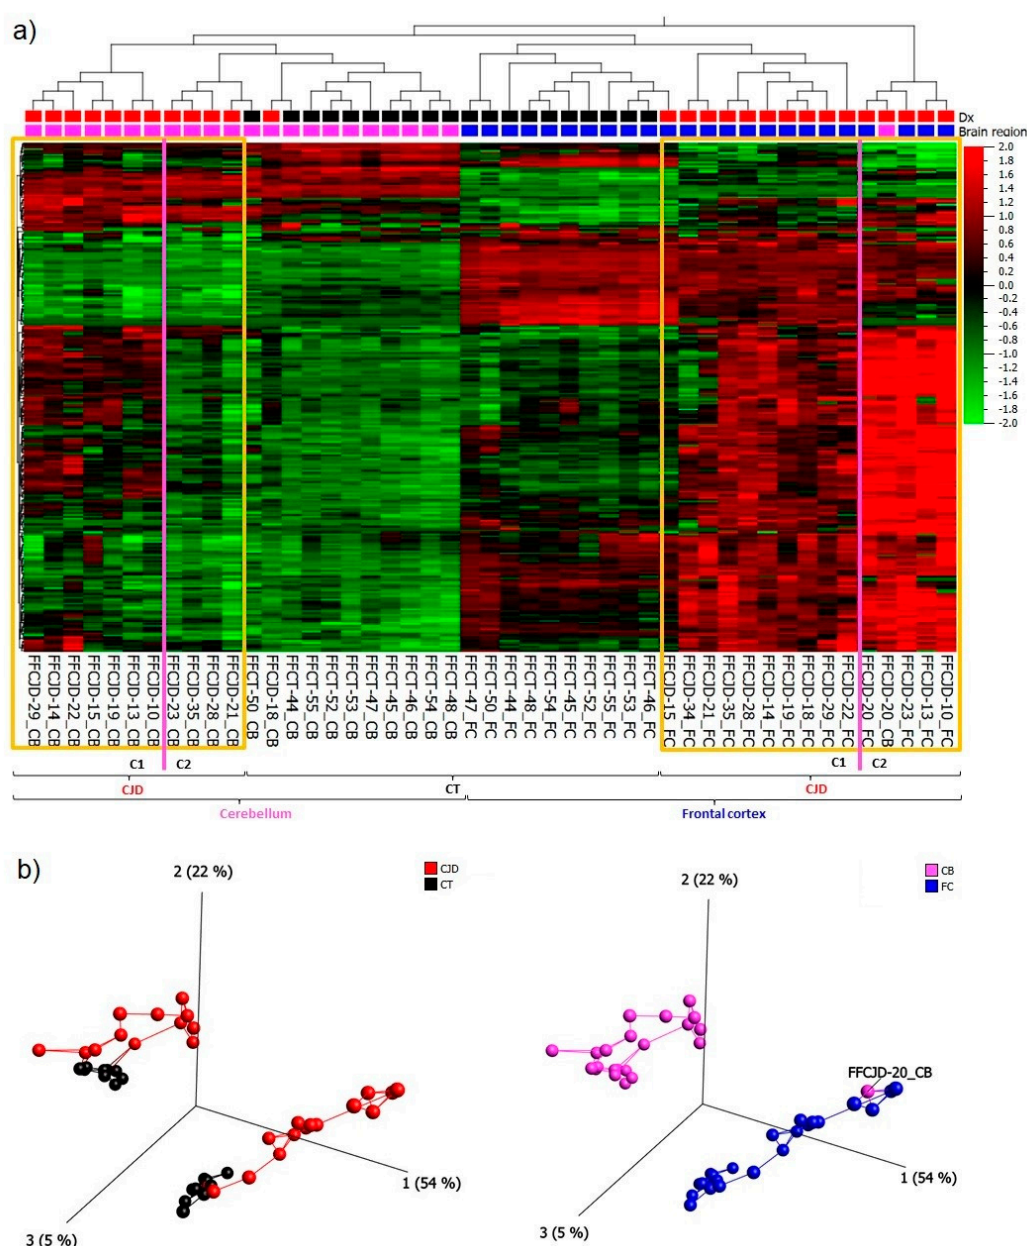 a)
Dx
Brain region
2.0
1.8
1.6
1.4
1.2
1.0
0.8
0.6
0.4
0.2
0.0
-0.2
-0.4
-0.6
-0.8
-1.0
-1.2
-1.4
-1.6
-1.8
-2.0
FFCJD-29_CB
FFCJD-14_CB
FFCJD-22_CB
FFCJD-15_CB
FFCJD-19_CB
FFCJD-13_CB
FFCJD-10_CB
FFCJD-23_CB
FFCJD-35_CB
FFCJD-28_CB
FFCJD-21_CB
FFCT-50_CB
FFCJD-18_CB
FFCT-44_CB
FFCT-55_CB
FFCT-52_CB
FFCT-53_CB
FFCT-47_CB
FFCT-45_CB
FFCT-46_CB
FFCT-54_CB
FFCT-48_CB
FFCT-47_FC
FFCT-50_FC
FFCT-44_FC
FFCT-48_FC
FFCT-54_FC
FFCT-45_FC
FFCT-52_FC
FFCT-55_FC
FFCT-53_FC
FFCT-46_FC
FFCJD-15_FC
FFCJD-34_FC
FFCJD-21_FC
FFCJD-35_FC
FFCJD-28_FC
FFCJD-14_FC
FFCJD-19_FC
FFCJD-18_FC
FFCJD-29_FC
FFCJD-22_FC
FFCJD-20_FC
FFCJD-20_CB
FFCJD-23_FC
FFCJD-13_FC
FFCJD-10_FC
C1 C2 C1 C2
CJD CT CJD
Cerebellum Frontal cortex
b)
2 (22 %)
CJD
CT
1 (54 %)
3 (5 %)
2 (22 %)
CB
FC
FFCJD-20_CB
1 (54 %)
3 (5 %)